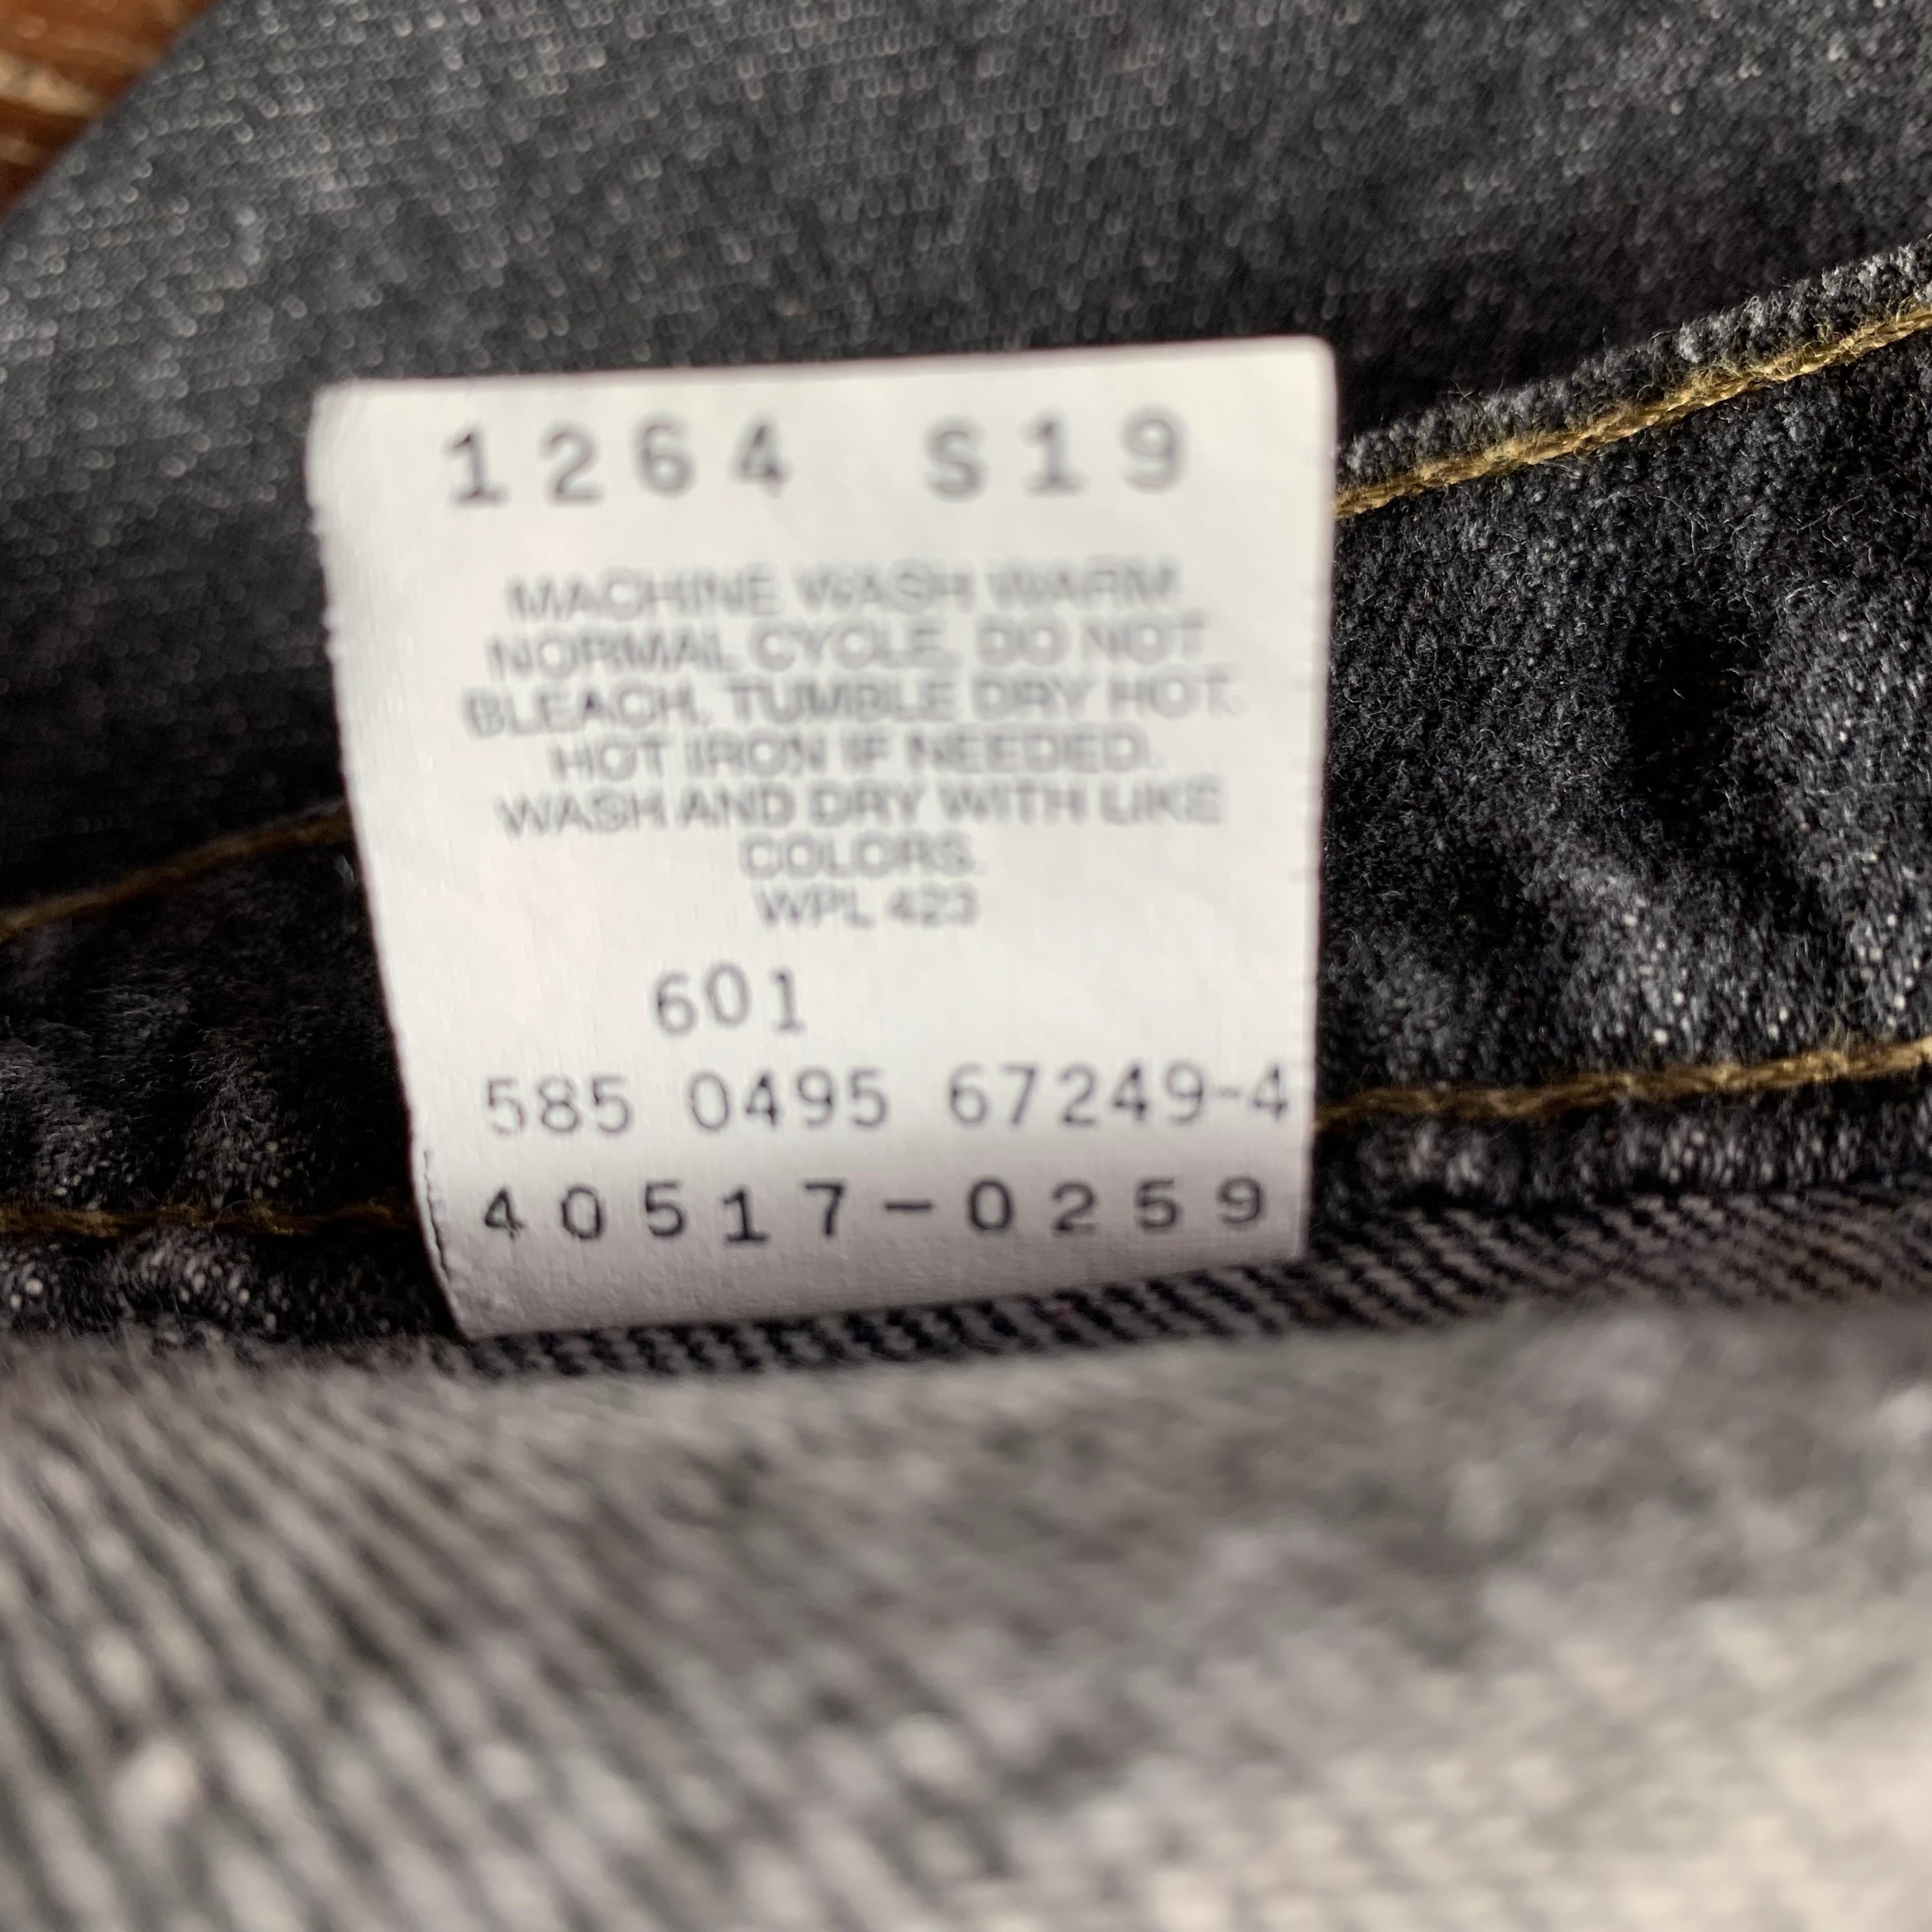 1264 S19
MACHINE WASH WARM
NORMAL CYCLE. DO NOT
BLEACH. TUMBLE DRY HOT.
HOT IRON IF NEEDED.
WASH AND DRY WITH LIKE
COLORS.
WPL 423
601
585 0495 67249-4
40517-0259